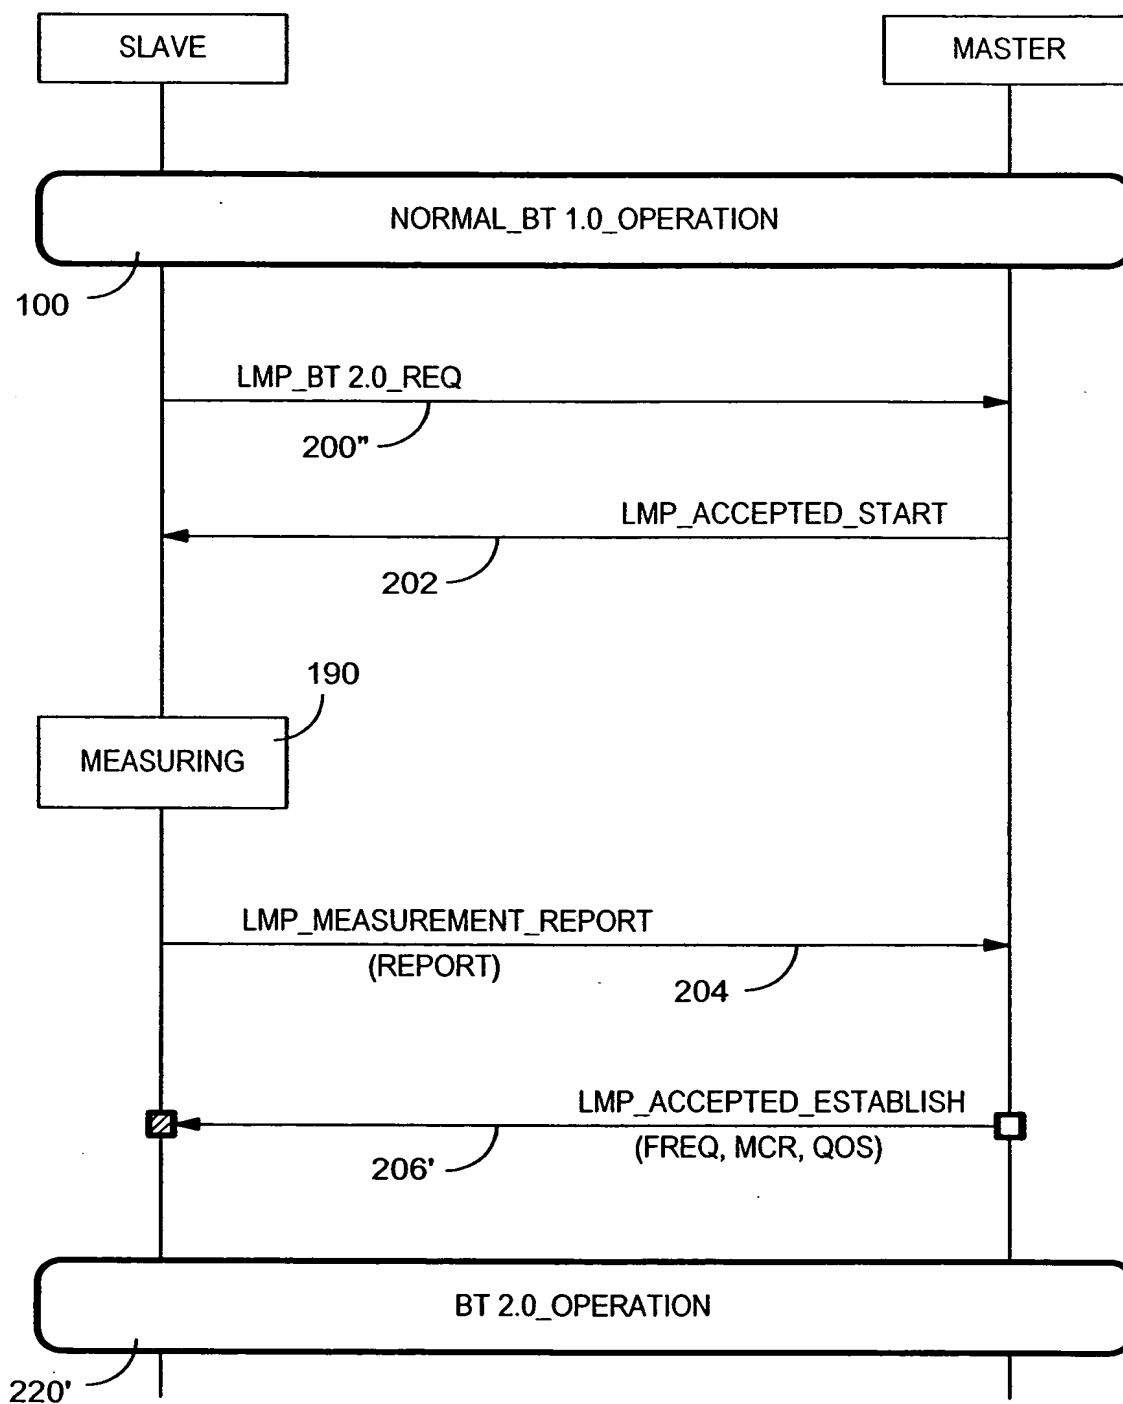 SLAVE
MASTER
NORMAL_BT 1.0_OPERATION
100
LMP_BT 2.0_REQ
200"
LMP_ACCEPTED_START
202
190
MEASURING
LMP_MEASUREMENT_REPORT
(REPORT)
204
LMP_ACCEPTED_ESTABLISH
(FREQ, MCR, QOS)
206'
BT 2.0_OPERATION
220'